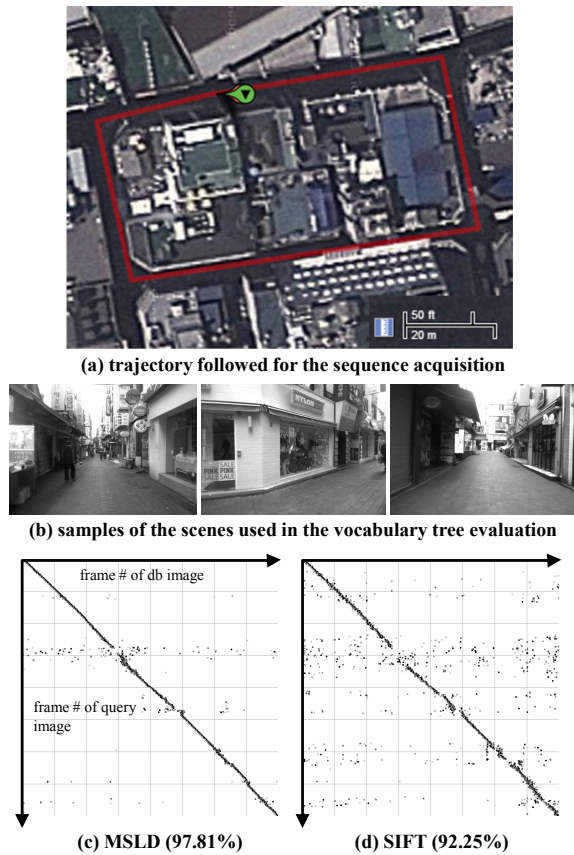 50 ft
20 m
(a) trajectory followed for the sequence acquisition
NYLON
SALE
PINK PINK
SALE
(b) samples of the scenes used in the vocabulary tree evaluation
frame # of db image
frame # of query
image
(c) MSLD (97.81%)
(d) SIFT (92.25%)